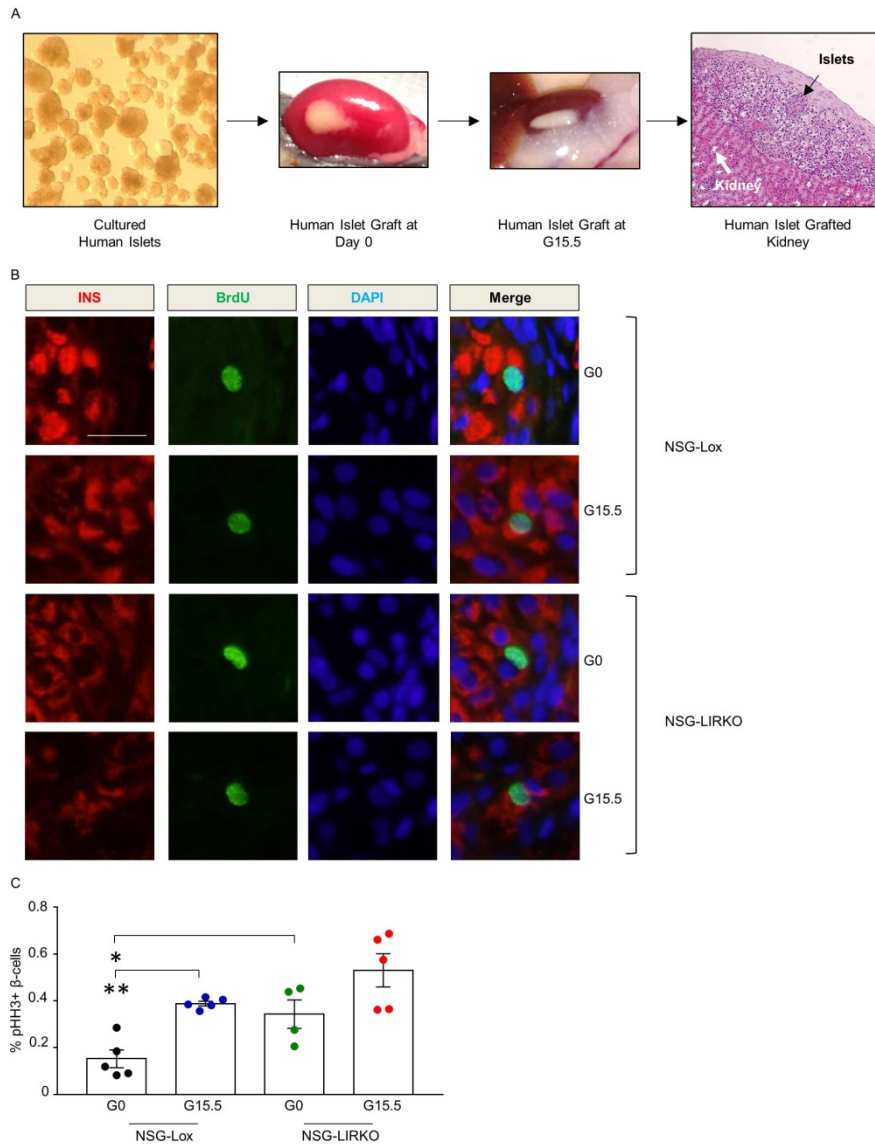 A
Islets
Kidney
Cultured
Human Islets
Human Islet Graft at
Day 0
Human Islet Graft at
G15.5
Human Islet Grafted
Kidney
B
INS
BrdU
DAPI
Merge
G0
NSG-Lox
G15.5
G0
NSG-LIRKO
G15.5
C
% pHH3+ β-cells
0.8
0.6
0.4
0.2
0
*
**
G0
G15.5
G0
G15.5
NSG-Lox
NSG-LIRKO